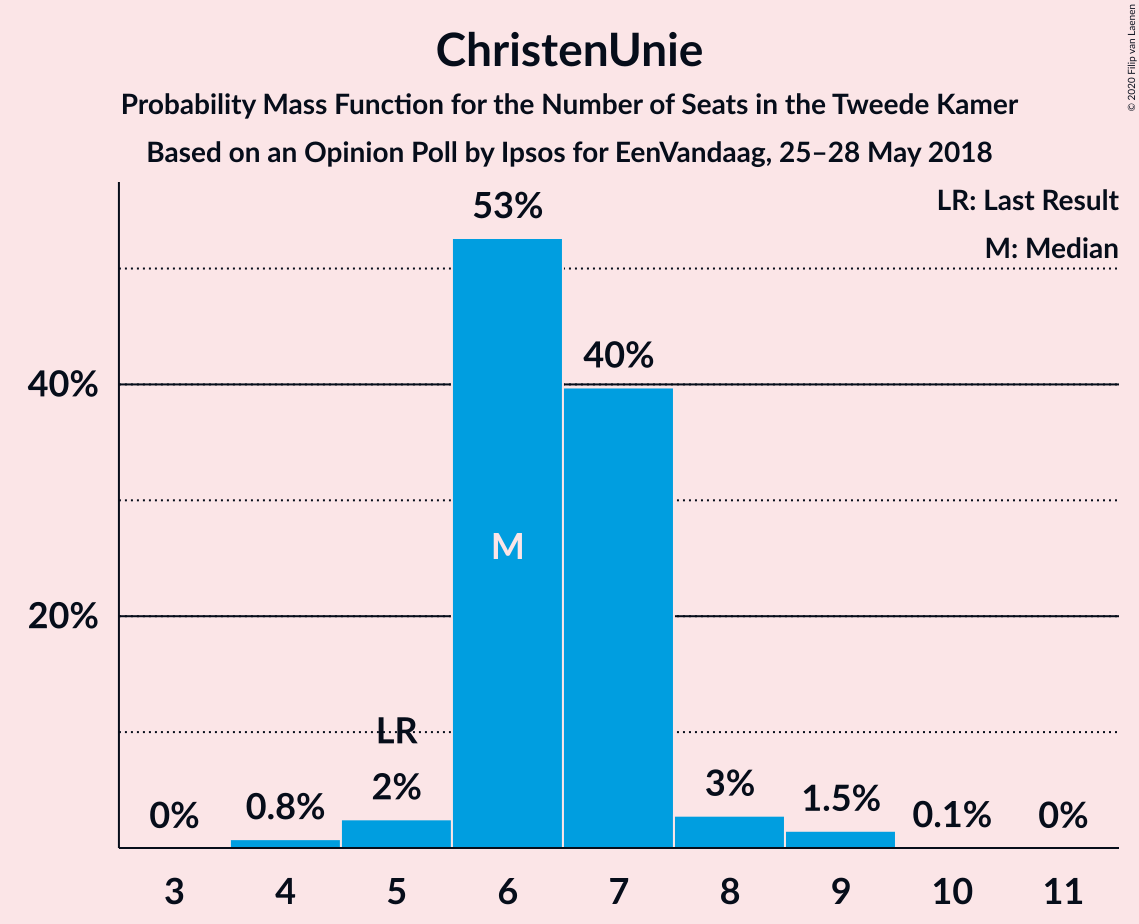 ChristenUnie
Probability Mass Function for the Number of Seats in the Tweede Kamer
Based on an Opinion Poll by Ipsos for EenVandaag, 25–28 May 2018
© 2020 Filip van Laenen
LR: Last Result
M: Median
53%
40%
40%
M
20%
LR
2%
0%
0.8%
3%
1.5%
0.1%
0%
3 4 5 6 7 8 9 10 11